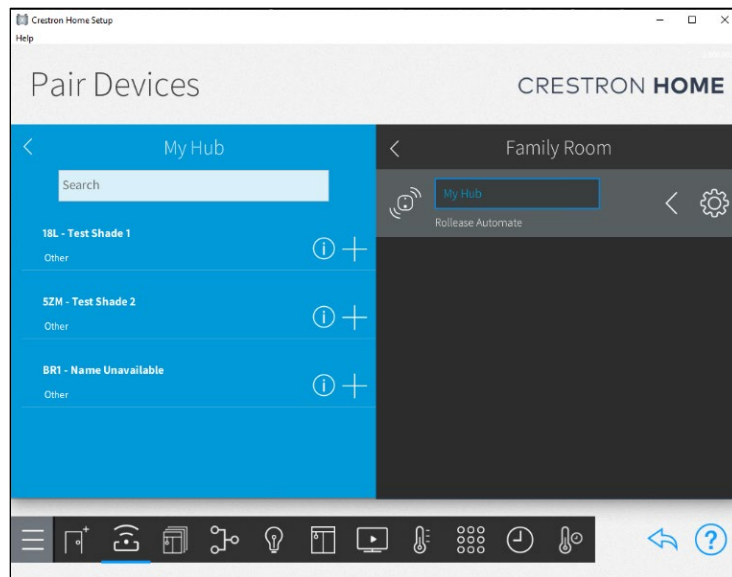 Crestron Home Setup
Help
Pair Devices
CRESTRON HOME
My Hub
Search
18L - Test Shade 1
Other
5ZM - Test Shade 2
Other
BR1 - Name Unavailable
Other
Family Room
My Hub
Rollease Automate
?